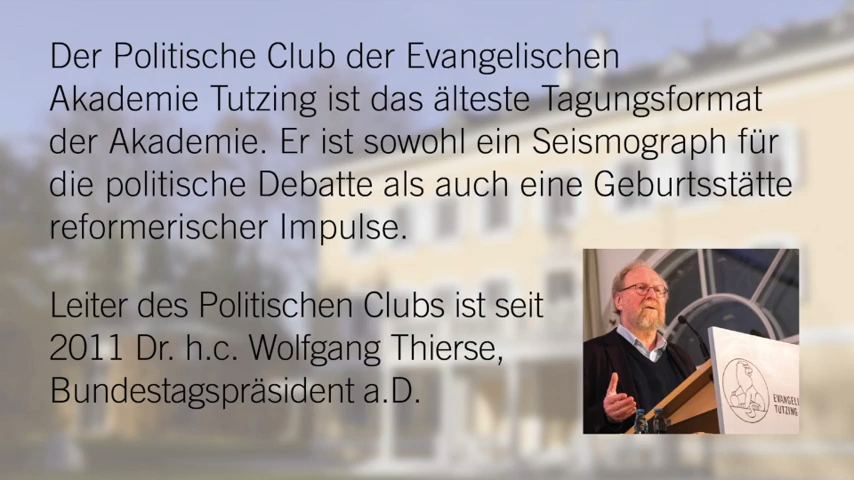 Der Politische Club der Evangelischen
Akademie Tutzing ist das älteste Tagungsformat
der Akademie. Er ist sowohl ein Seismograph für
die politische Debatte als auch eine Geburtsstätte
reformerischer Impulse.
Leiter des Politischen Clubs ist seit
2011 Dr. h.c. Wolfgang Thierse,
Bundestagspräsident a.D.
EVANGELI
TUTZING